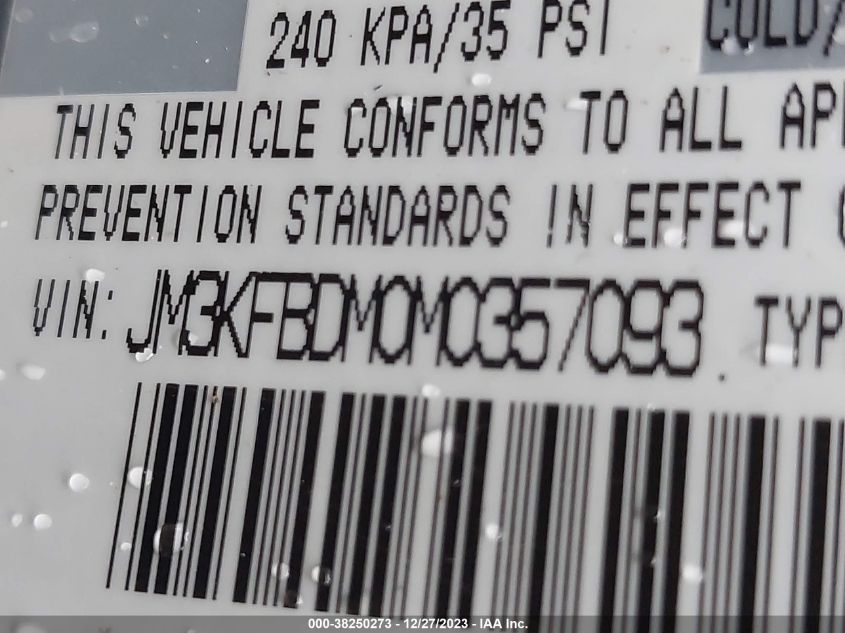 240 KPA/35 PSI COLD/
THIS VEHICLE CONFORMS TO ALL AP
PREVENTION STANDARDS IN EFFECT
VIN: JM3KFBDM0M0357093. TYP
000-38250273 - 12/27/2023 - IAA Inc.